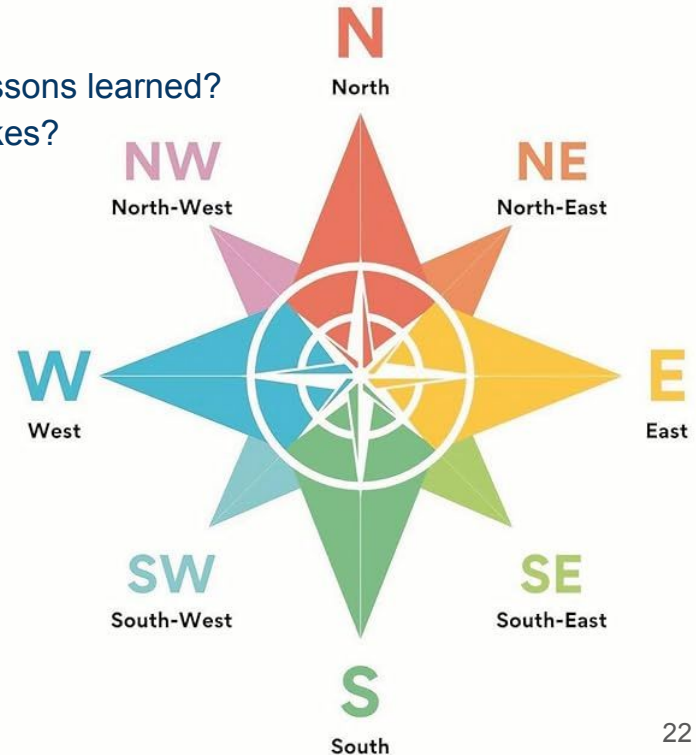 N
North
ssons learned?
kes?
NW
North-West
NE
North-East
W
West
E
East
SW
South-West
SE
South-East
S
South
22